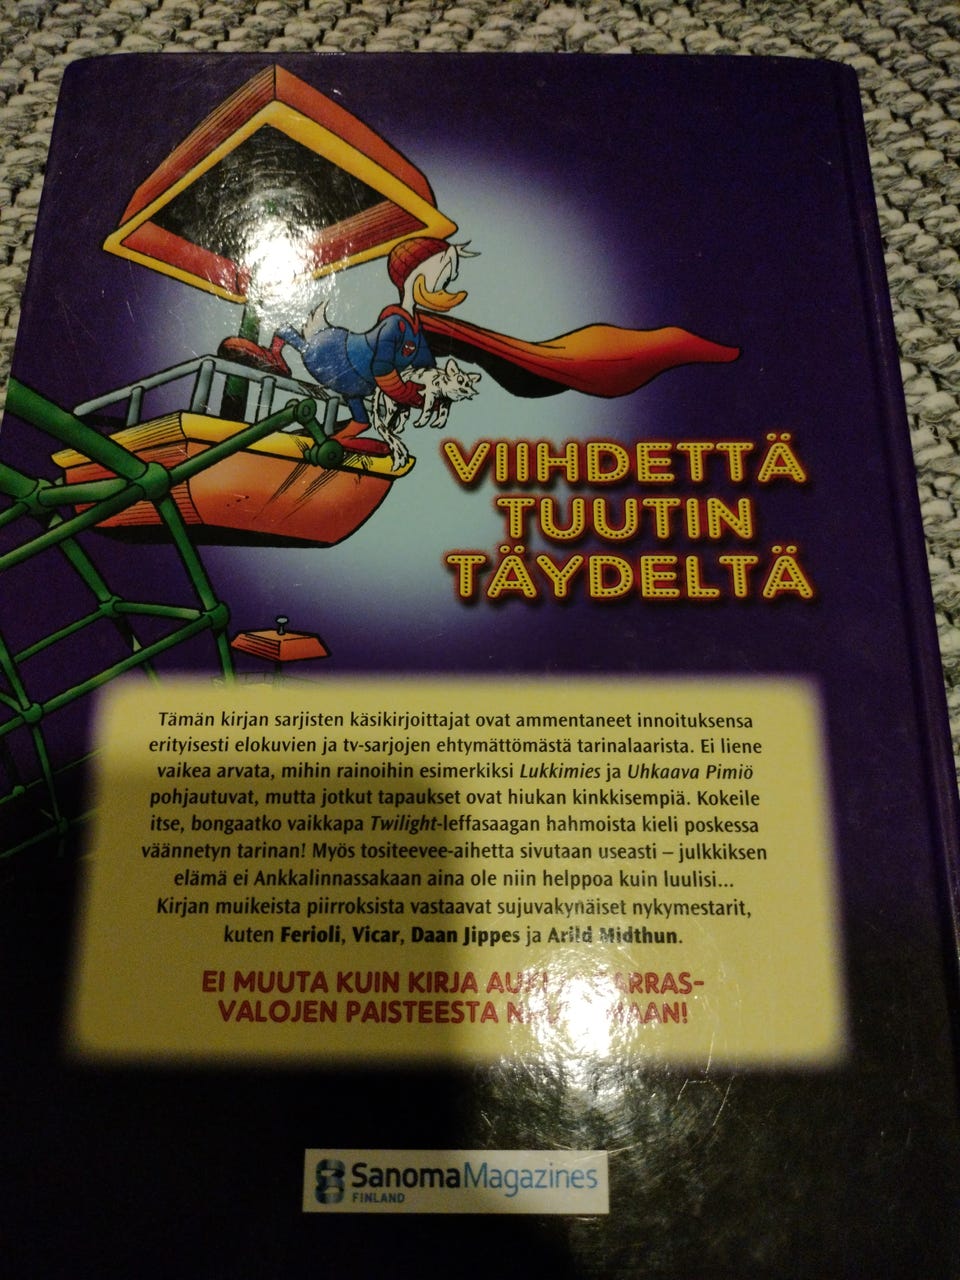 VIIHDETTÄ
TUUTIN
TÄYDELTÄ
Tämän kirjan sarjisten käsikirjoittajat ovat ammentaneet innoituksensa
erityisesti elokuvien ja tv-sarjojen ehtymättömästä tarinalaarista. Ei liene
vaikea arvata, mihin rainoihin esimerkiksi Lukkimies ja Uhkaava Pimiö
pohjautuvat, mutta jotkut tapaukset ovat hiukan kinkkisempiä. Kokeile
itse, bongaatko vaikkapa Twilight-leffasaagan hahmoista kieli poskessa
väännetyn tarinan! Myös tositeevee-aihetta sivutaan useasti – julkkiksen
elämä ei Ankkalinnassakaan aina ole niin helppoa kuin luulisi...
Kirjan muikeista piirroksista vastaavat sujuvakynäiset nykymestarit,
kuten Ferioli, Vicar, Daan Jippes ja Arild Midthun.
EI MUUTA KUIN KIRJA
VALOJEN PAISTEESTA
SanomaMagazines
FINLAND